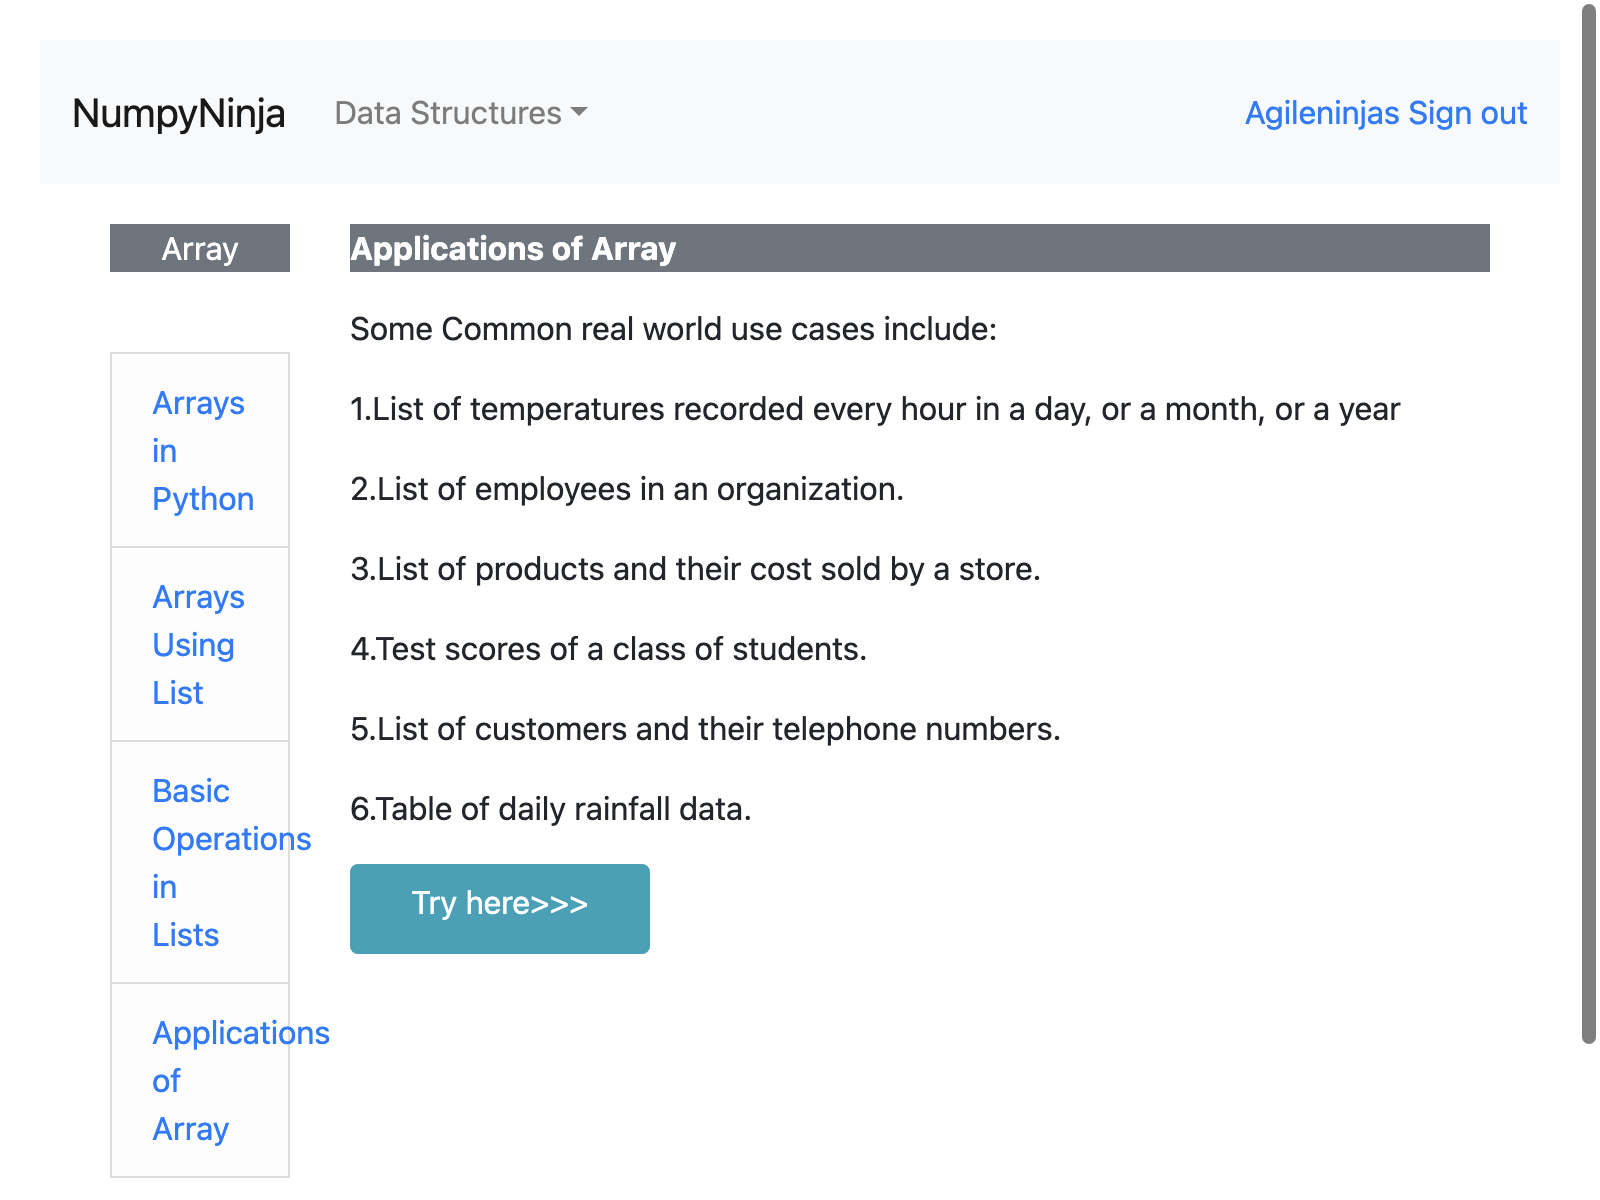 NumpyNinja
Data Structures
Agileninjas Sign out
Array
Arrays
in
Python
Arrays
Using
List
Basic
Operations
in
Lists
Applications
of
Array
Applications of Array
Some Common real world use cases include:
1.List of temperatures recorded every hour in a day, or a month, or a year
2.List of employees in an organization.
3.List of products and their cost sold by a store.
4.Test scores of a class of students.
5.List of customers and their telephone numbers.
6.Table of daily rainfall data.
Try here>>>